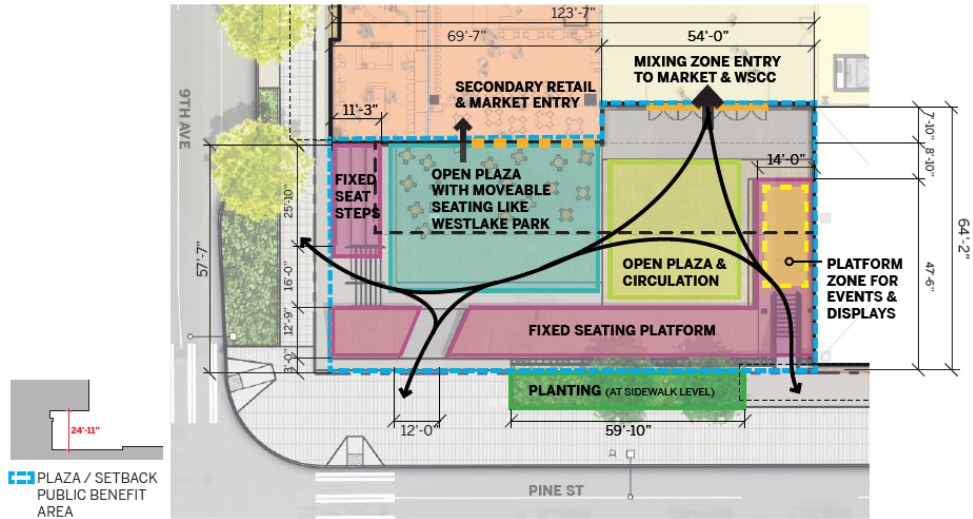 123'-7"
69'-7"
54'-0"
MIXING ZONE ENTRY
TO MARKET & WSCC
SECONDARY RETAIL
& MARKET ENTRY
9TH AVE
11'-3"
7'-10"
8'-10"
14'-0"
FIXED
SEAT
STEPS
OPEN PLAZA
WITH MOVEABLE
SEATING LIKE
WESTLAKE PARK
25'-10"
57'-7"
64'-2"
OPEN PLAZA &
CIRCULATION
PLATFORM
ZONE FOR
EVENTS &
DISPLAYS
16'-0"
47'-6"
12'-9"
FIXED SEATING PLATFORM
3'-0"
PLANTING (AT SIDEWALK LEVEL)
12'-0"
59'-10"
24'-11"
PLAZA / SETBACK
PUBLIC BENEFIT
AREA
PINE ST